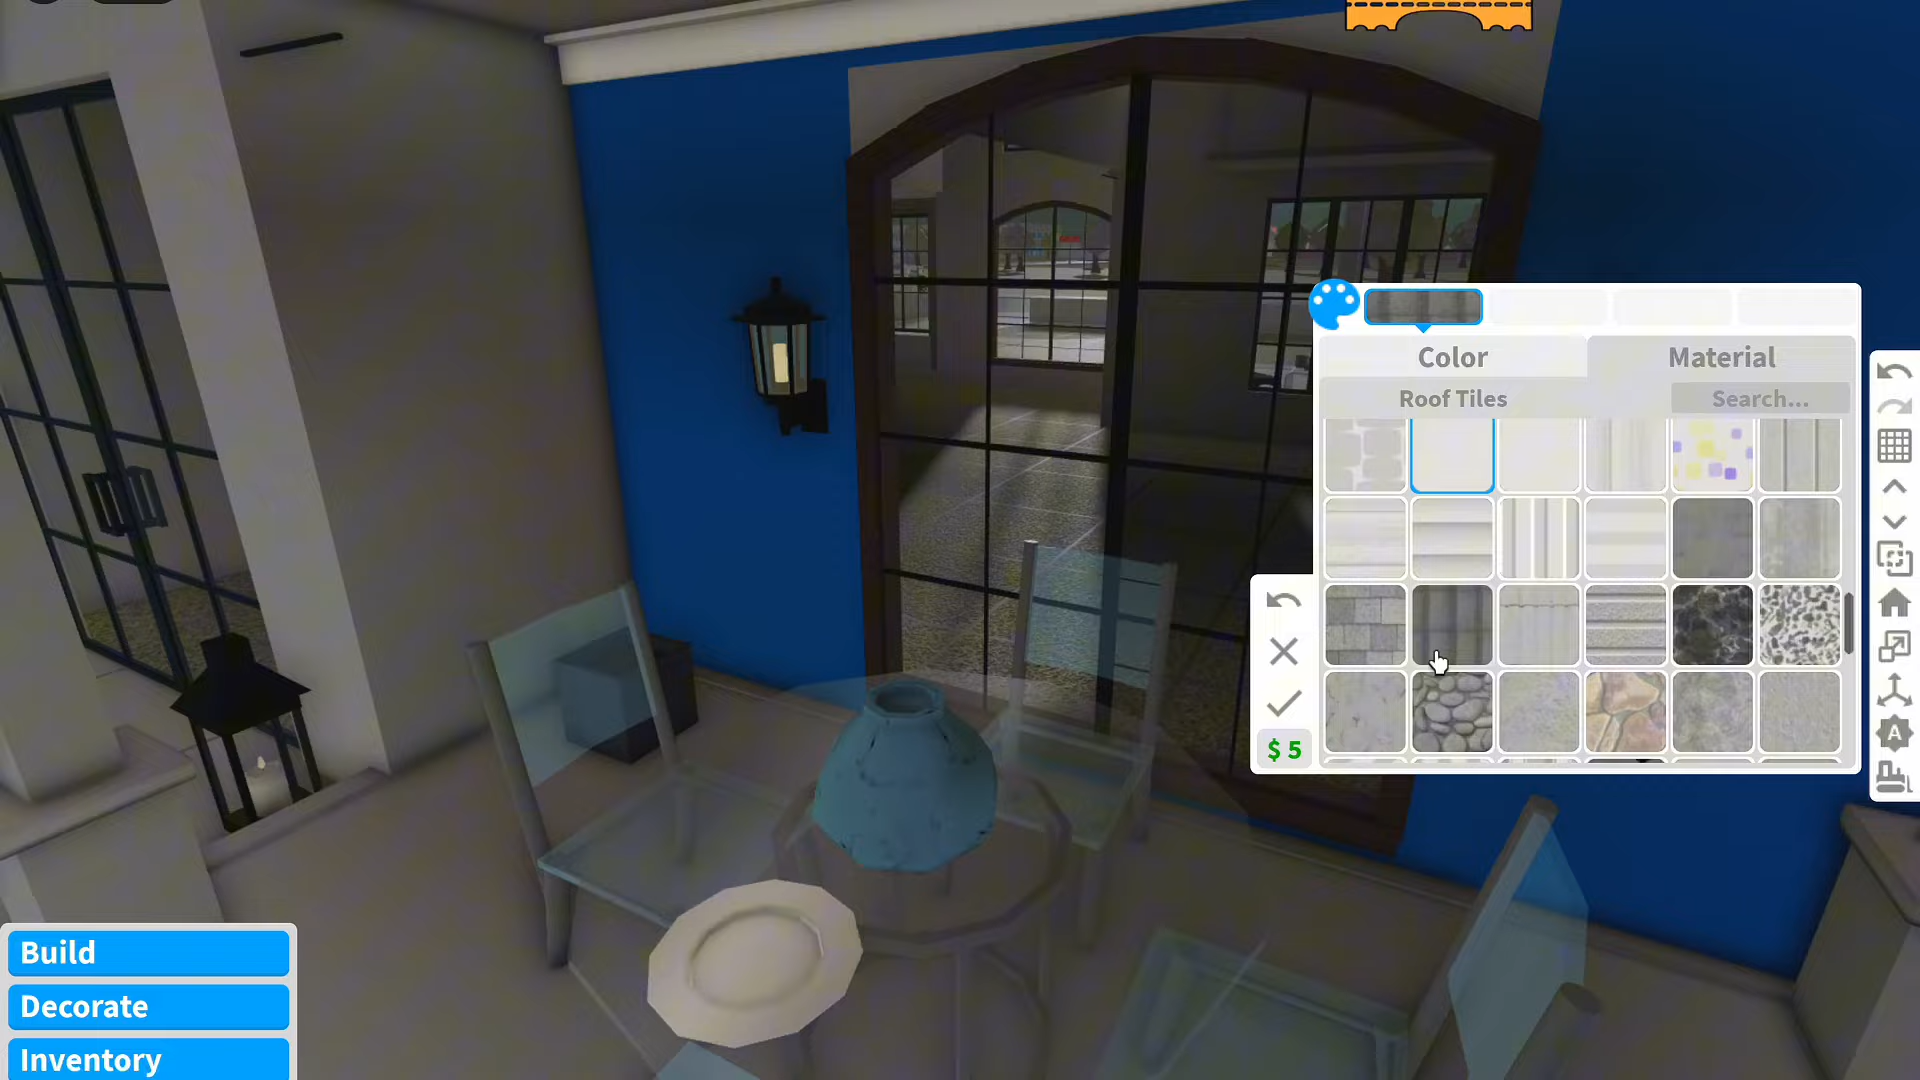 Color
Material
Roof Tiles
Search...
A
$ 5
Build
Decorate
Inventory